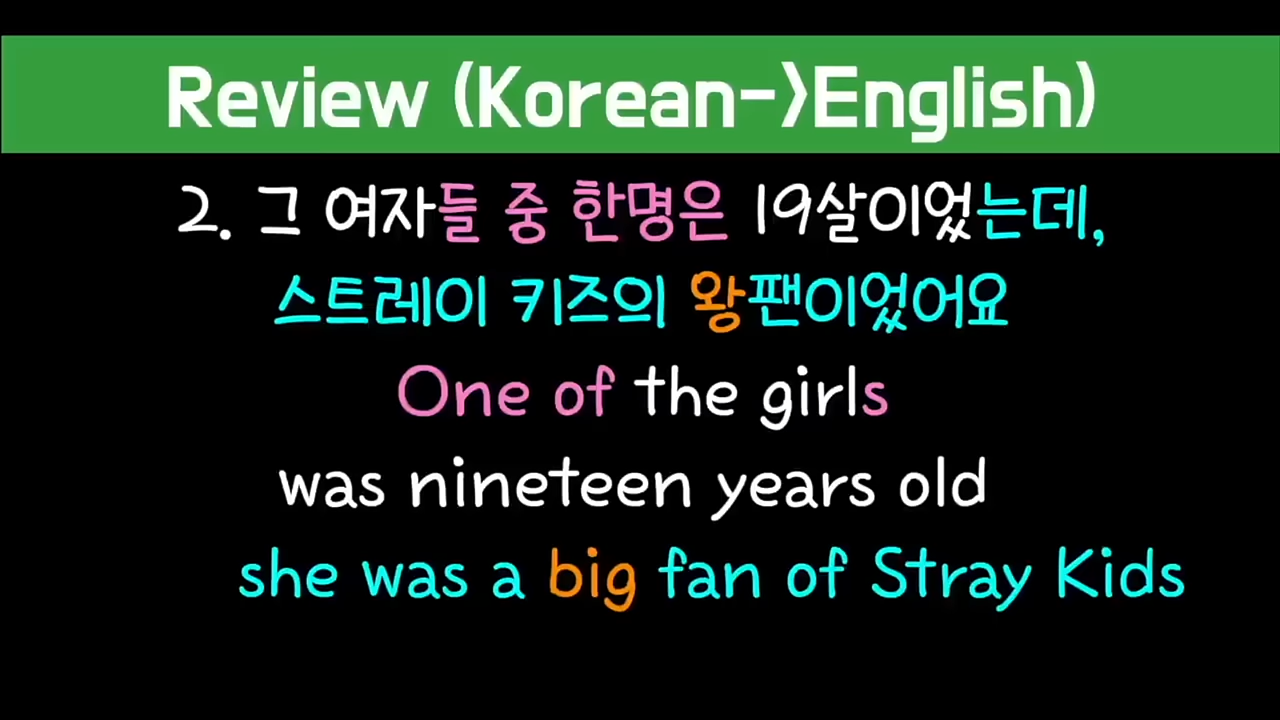 Review (Korean->English)
2. 그 여자들 중 한명은 19살이었는데,
스트레이 키즈의 왕팬이었어요
One of the girls
was nineteen years old
she was a big fan of Stray Kids